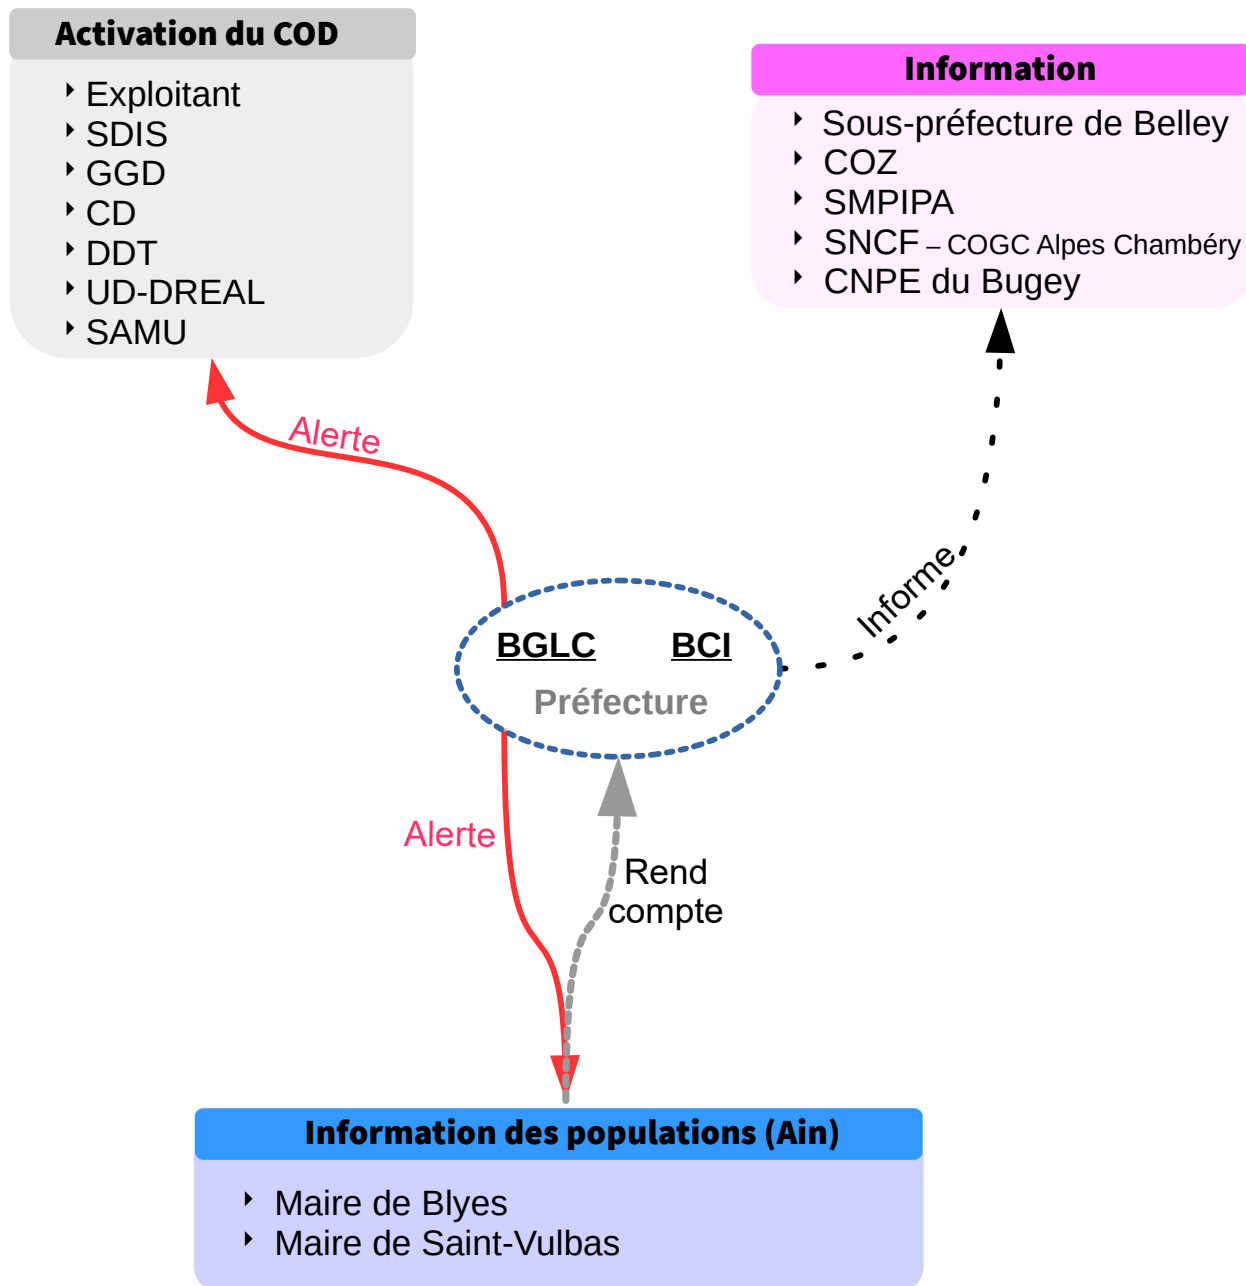 Activation du COD
Exploitant
SDIS
GGD
CD
DDT
UD-DREAL
SAMU
Information
Sous-préfecture de Belley
COZ
SMPIPA
SNCF – COGC Alpes Chambéry
CNPE du Bugey
Alerte
Informe
BGLC BCI
Préfecture
Alerte
Rend
compte
Information des populations (Ain)
Maire de Blyes
Maire de Saint-Vulbas